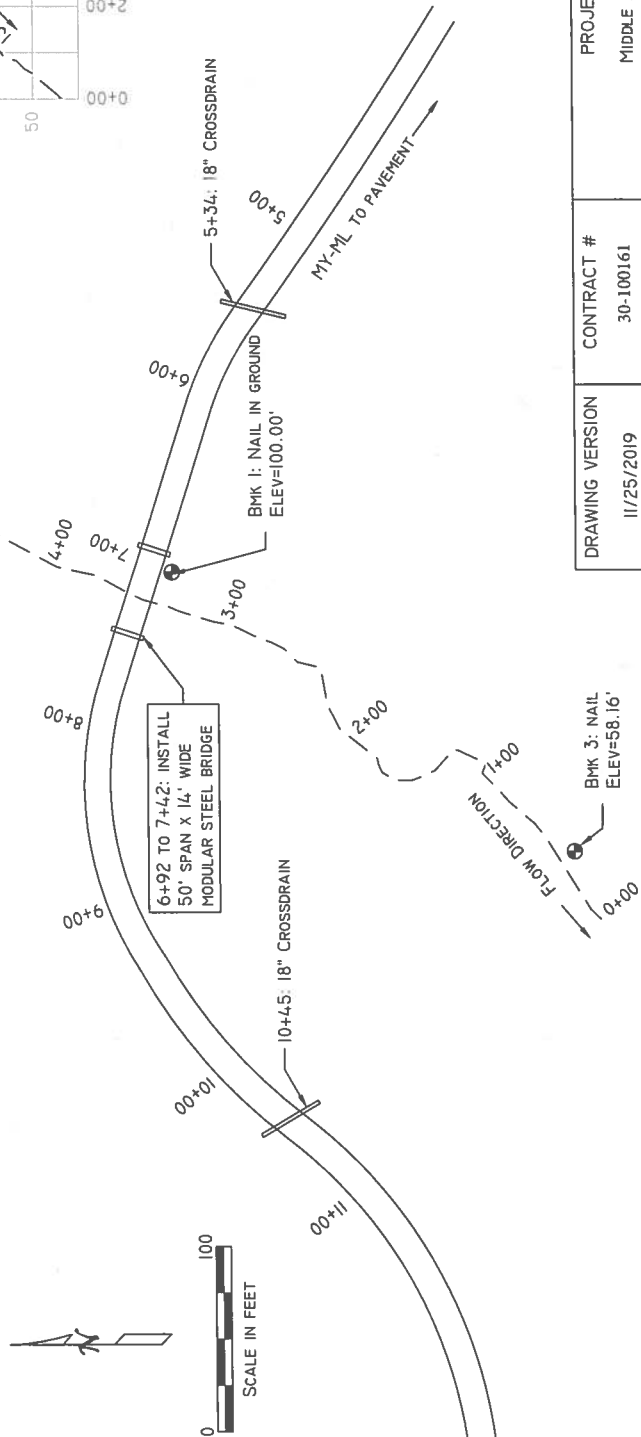 50
0+00
2+00
5+34: 18" CROSSDRAIN
5+00
MY-ML TO PAVEMENT
6+00
BMK 1: NAIL IN GROUND
ELEV=100.00'
4+00
7+00
3+00
8+00
6+92 TO 7+42: INSTALL
50' SPAN X 14' WIDE
MODULAR STEEL BRIDGE
2+00
1+00
FLOW DIRECTION
BMK 3: NAIL
ELEV=58.16'
0+00
9+00
10+45: 18" CROSSDRAIN
10+00
11+00
0
100
SCALE IN FEET
DRAWING VERSION
11/25/2019
CONTRACT #
30-100161
MIDDLE